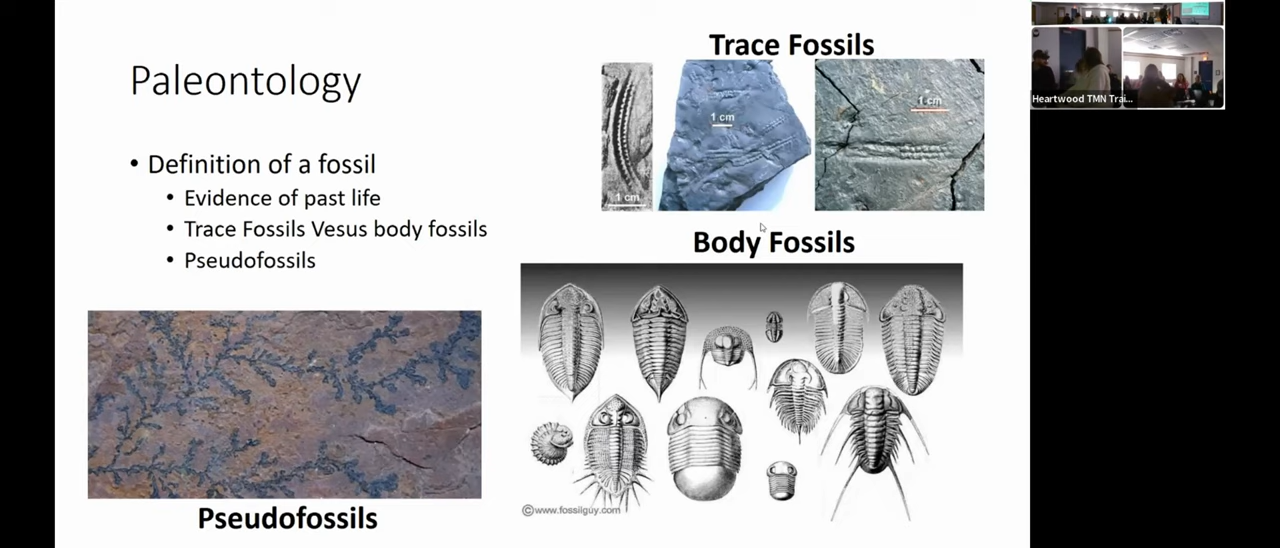 Paleontology
• Definition of a fossil
• Evidence of past life
• Trace Fossils Vesus body fossils
• Pseudofossils
Trace Fossils
1 cm
1 cm
1 cm
Body Fossils
©www.fossilguy.com
Pseudofossils
Heartwood TMN Trai...